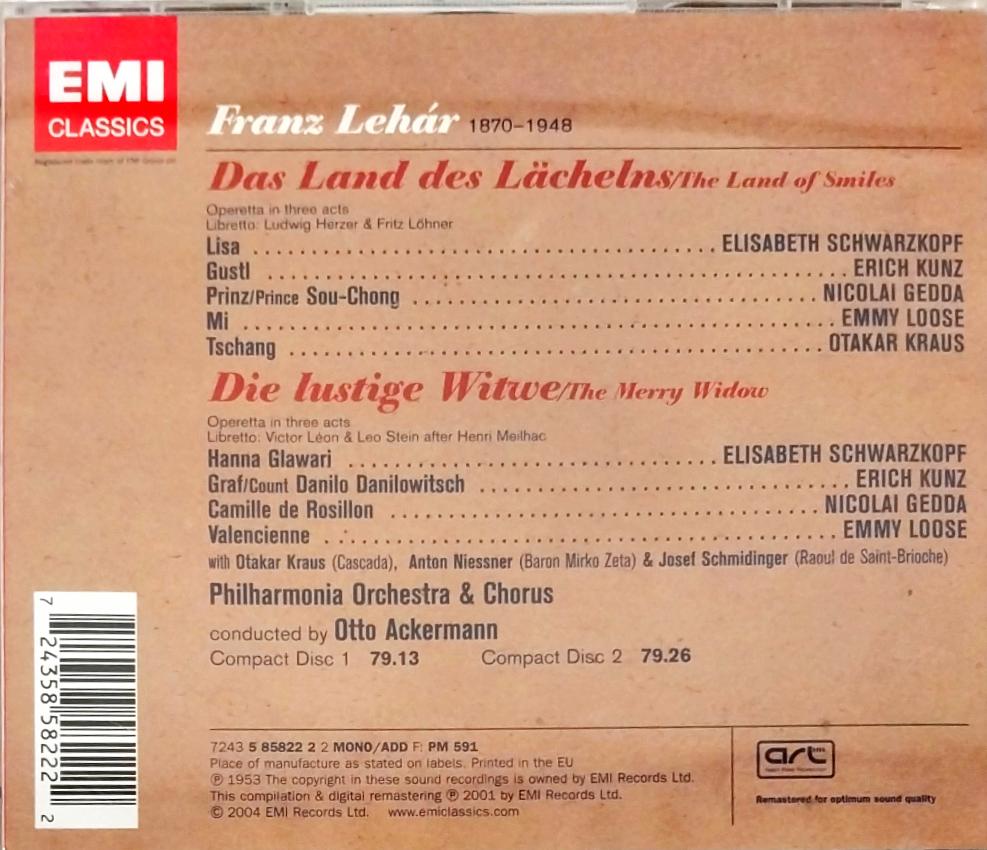 EMI
CLASSICS
Franz Lehár 1870–1948
Das Land des Lächelns/The Land of Smiles
Operetta in three acts
Libretto: Ludwig Herzer & Fritz Löhner
Lisa ELISABETH SCHWARZKOPF
Gustl ERICH KUNZ
Prinz/Prince Sou-Chong NICOLAI GEDDA
Mi EMMY LOOSE
Tschang OTAKAR KRAUS
Die lustige Witwe/The Merry Widow
Operetta in three acts
Libretto: Victor Léon & Leo Stein after Henri Meilhac
Hanna Glawari ELISABETH SCHWARZKOPF
Graf/Count Danilo Danilowitsch ERICH KUNZ
Camille de Rosillon NICOLAI GEDDA
Valencienne EMMY LOOSE
with Otakar Kraus (Cascada), Anton Niessner (Baron Mirko Zeta) & Josef Schmidinger (Raoul de Saint-Brioche)
Philharmonia Orchestra & Chorus
conducted by Otto Ackermann
Compact Disc 1 79.13 Compact Disc 2 79.26
7 24358 58222 2
7243 5 85822 2 2 MONO/ADD F: PM 591
Place of manufacture as stated on labels. Printed in the EU
℗ 1953 The copyright in these sound recordings is owned by EMI Records Ltd.
This compilation & digital remastering ℗ 2001 by EMI Records Ltd.
© 2004 EMI Records Ltd. www.emiclassics.com
art
Remastered for optimum sound quality